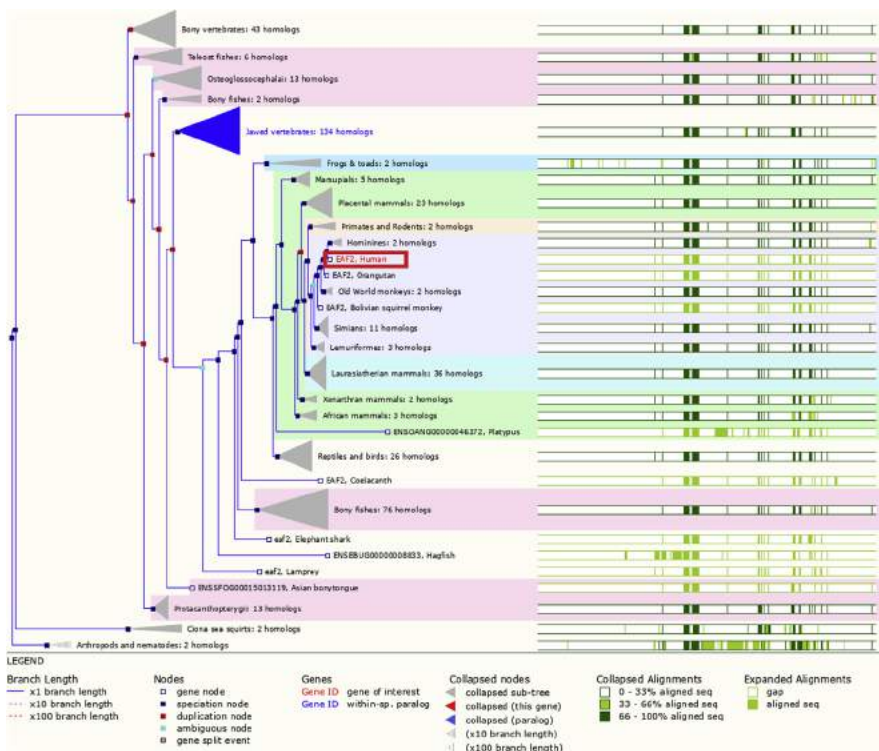 Bony vertebrates: 43 homologs
Teleost fishes: 6 homologs
Osteoglossocephalai: 13 homologs
Bony fishes: 2 homologs
Jawed vertebrates: 134 homologs
Frogs & toads: 2 homologs
Marsupials: 5 homologs
Placental mammals: 23 homologs
Primates and Rodents: 2 homologs
Hominines: 2 homologs
EAF2, Human
EAF2, Orangutan
Old World monkeys: 2 homologs
EAF2, Bolivian squirrel monkey
Simians: 11 homologs
Lemuriformes: 3 homologs
Laurasiatherian mammals: 36 homologs
Xenarthran mammals: 2 homologs
African mammals: 3 homologs
ENSOANG00000046372, Platypus
Reptiles and birds: 26 homologs
EAF2, Coelacanth
Bony fishes: 76 homologs
eaf2, Elephant shark
ENSEBUG00000008833, Hagfish
eaf2, Lamprey
ENSSFOG00015013119, Asian bonytongue
Protacanthopterygii: 13 homologs
Ciona sea squirts: 2 homologs
Arthropods and nematodes: 2 homologs
LEGEND
Branch Length
x1 branch length
x10 branch length
x100 branch length
Nodes
gene node
speciation node
duplication node
ambiguous node
gene split event
Genes
Gene ID gene of interest
Gene ID within-sp. paralog
Collapsed nodes
collapsed sub-tree
collapsed (this gene)
collapsed (paralog)
(x10 branch length)
(x100 branch length)
Collapsed Alignments
0 - 33% aligned seq
33 - 66% aligned seq
66 - 100% aligned seq
Expanded Alignments
gap
aligned seq